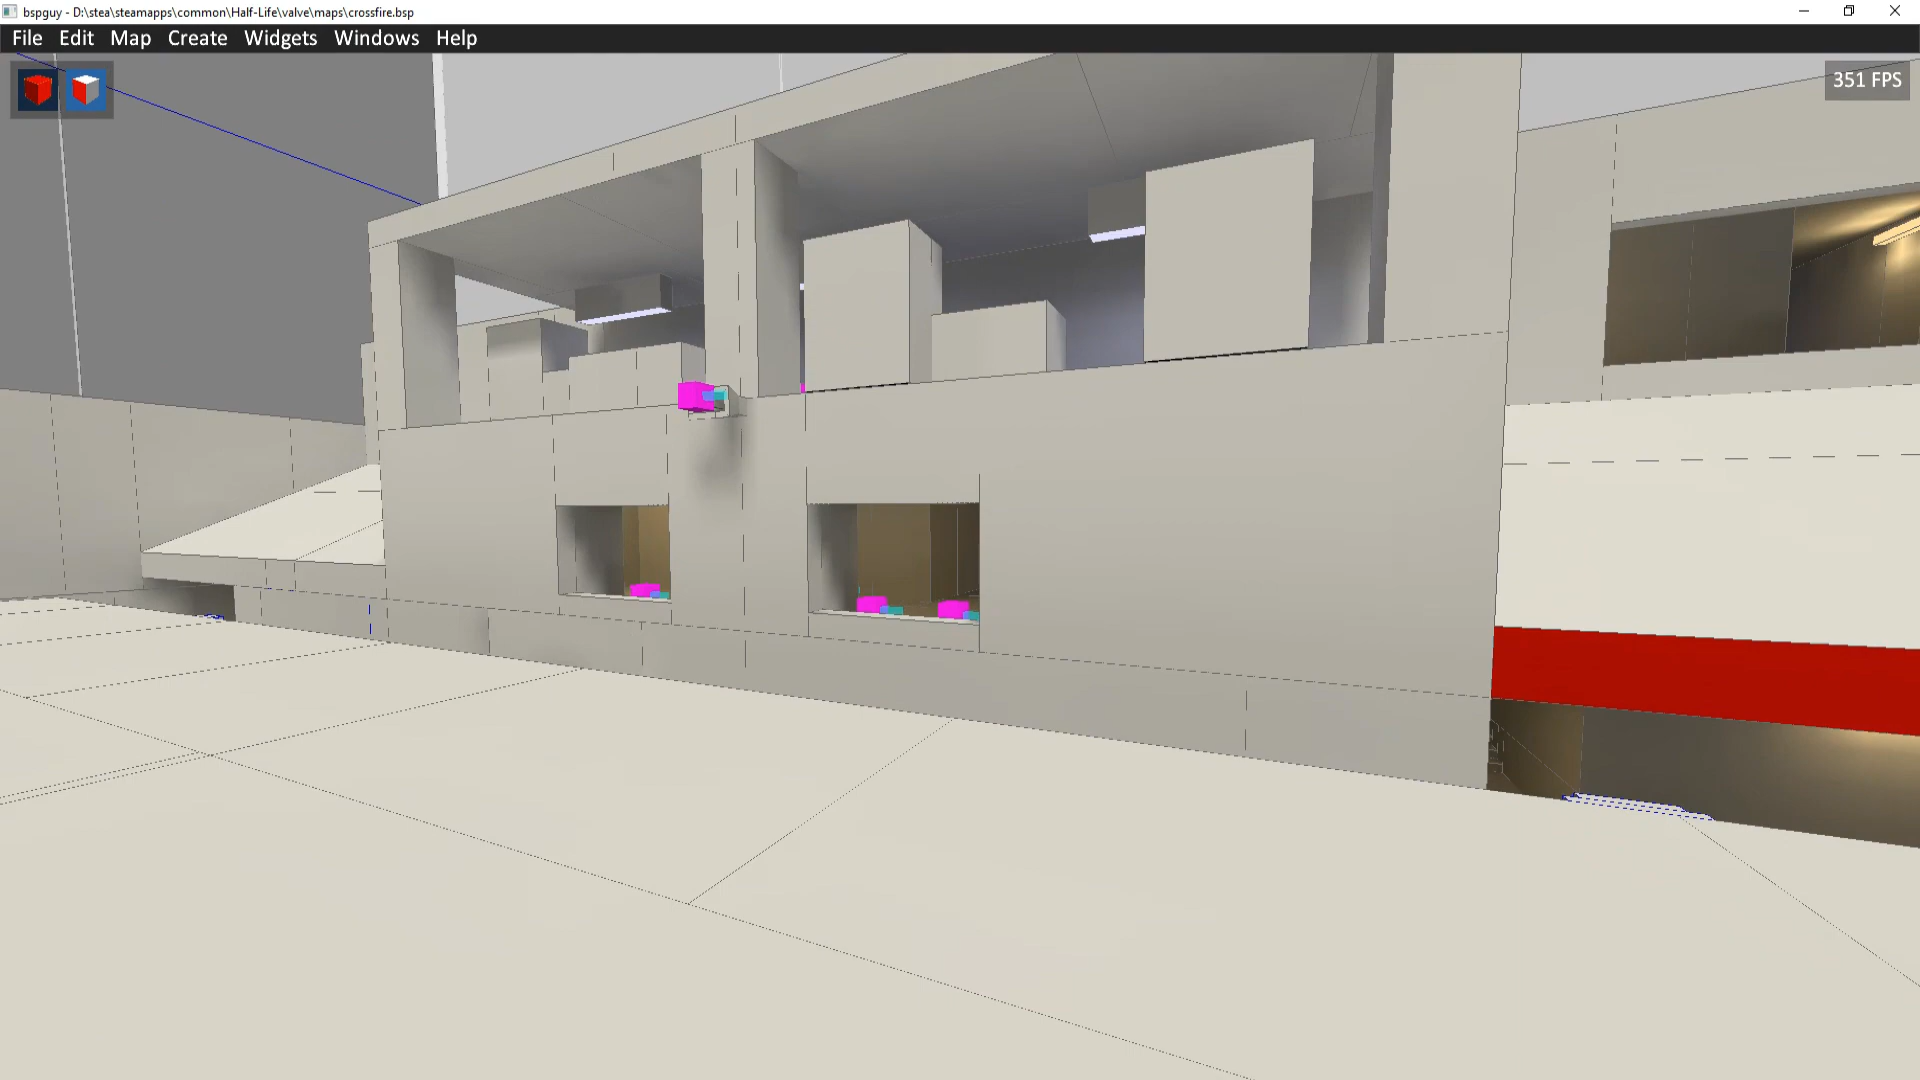 bspguy - D:\stea\steamapps\common\Half-Life\valve\maps\crossfire.bsp
File Edit Map Create Widgets Windows Help
351 FPS